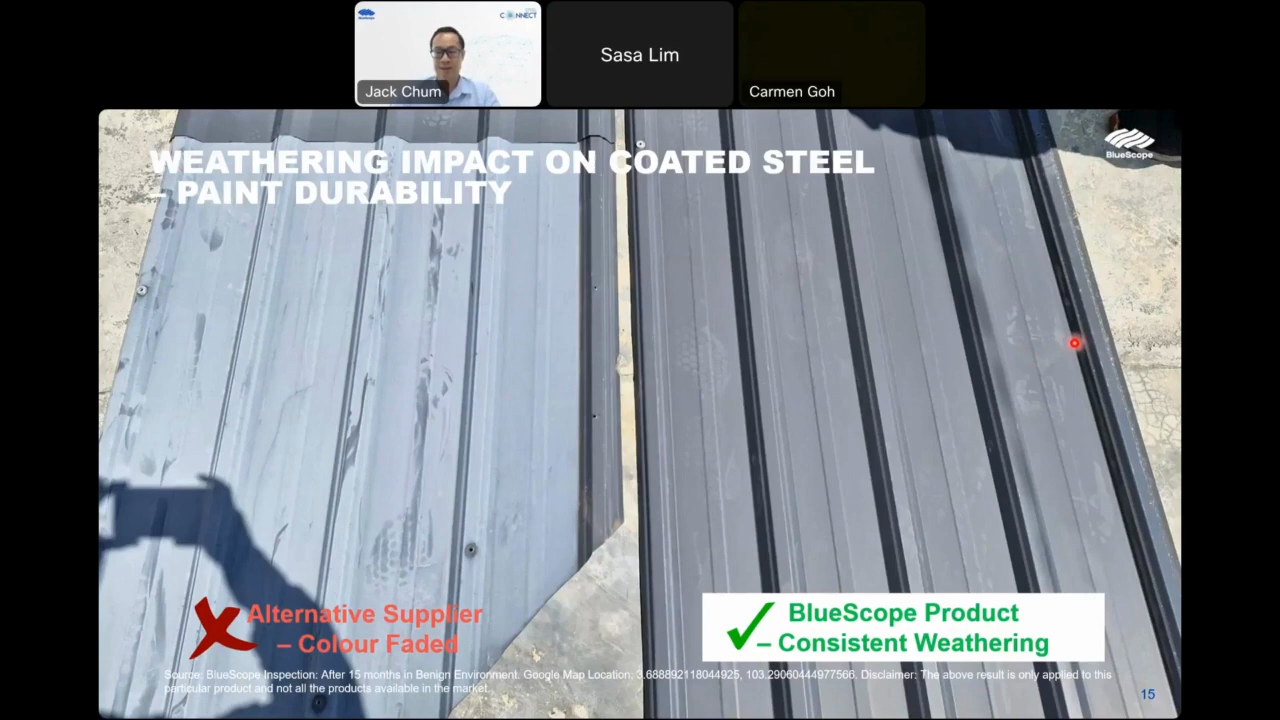 BlueScope
CONNECT
Jack Chum
Sasa Lim
Carmen Goh
WEATHERING IMPACT ON COATED STEEL
– PAINT DURABILITY
BlueScope
Alternative Supplier
– Colour Faded
BlueScope Product
– Consistent Weathering
Source: BlueScope Inspection: After 15 months in Benign Environment. Google Map Location: 3.688892118044925, 103.29060444977566. Disclaimer: The above result is only applied to this
particular product and not all the products available in the market.
15